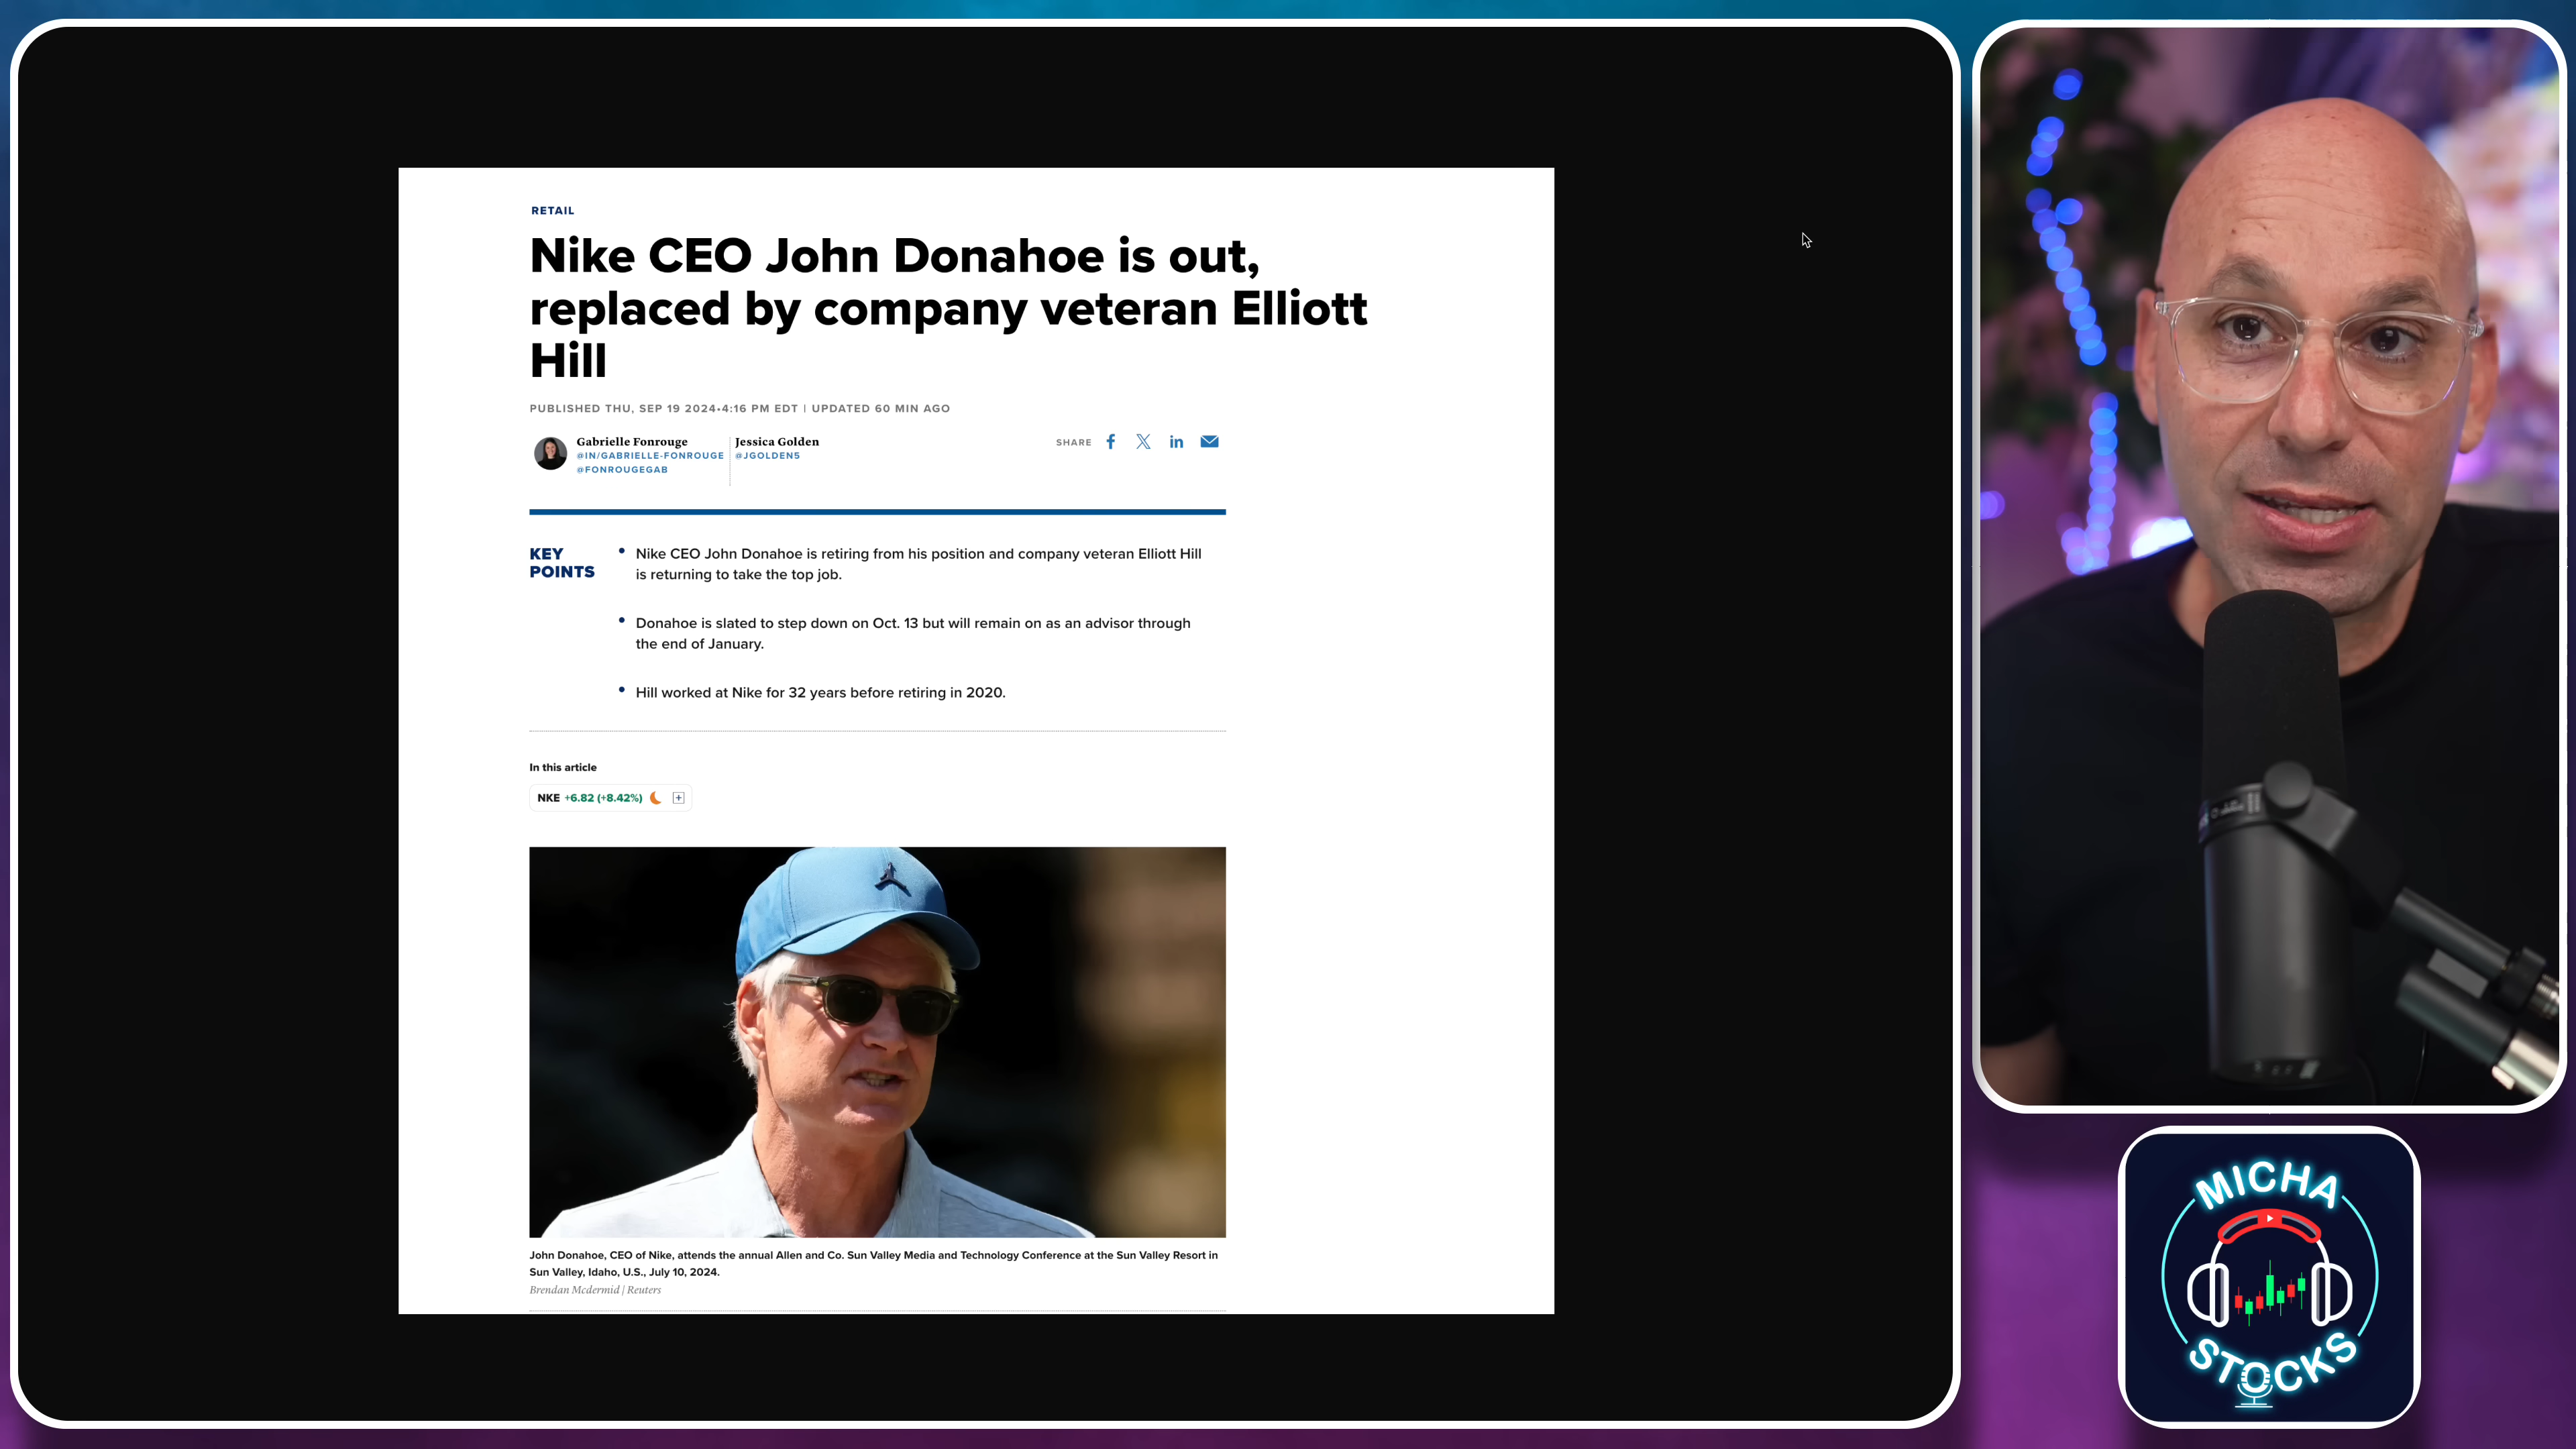 RETAIL
Nike CEO John Donahoe is out,
replaced by company veteran Elliott
Hill
PUBLISHED THU, SEP 19 2024•4:16 PM EDT | UPDATED 60 MIN AGO
Gabrielle Fonrouge
@IN/GABRIELLE-FONROUGE
@FONROUGEGAB
Jessica Golden
@JGOLDEN5
SHARE
KEY
POINTS
Nike CEO John Donahoe is retiring from his position and company veteran Elliott Hill
is returning to take the top job.
Donahoe is slated to step down on Oct. 13 but will remain on as an advisor through
the end of January.
Hill worked at Nike for 32 years before retiring in 2020.
In this article
NKE +6.82 (+8.42%)
John Donahoe, CEO of Nike, attends the annual Allen and Co. Sun Valley Media and Technology Conference at the Sun Valley Resort in
Sun Valley, Idaho, U.S., July 10, 2024.
Brendan Mcdermid | Reuters
MICHA
STOCKS